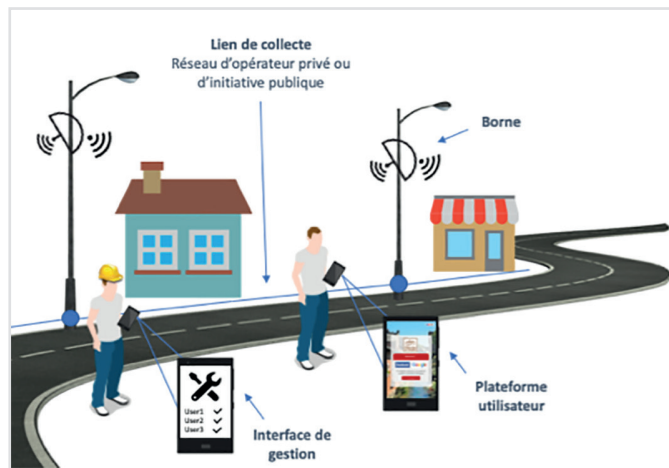 Lien de collecte
Réseau d'opérateur privé ou
d'initiative publique
Borne
Plateforme
utilisateur
User1
User2
User3
Interface de
gestion